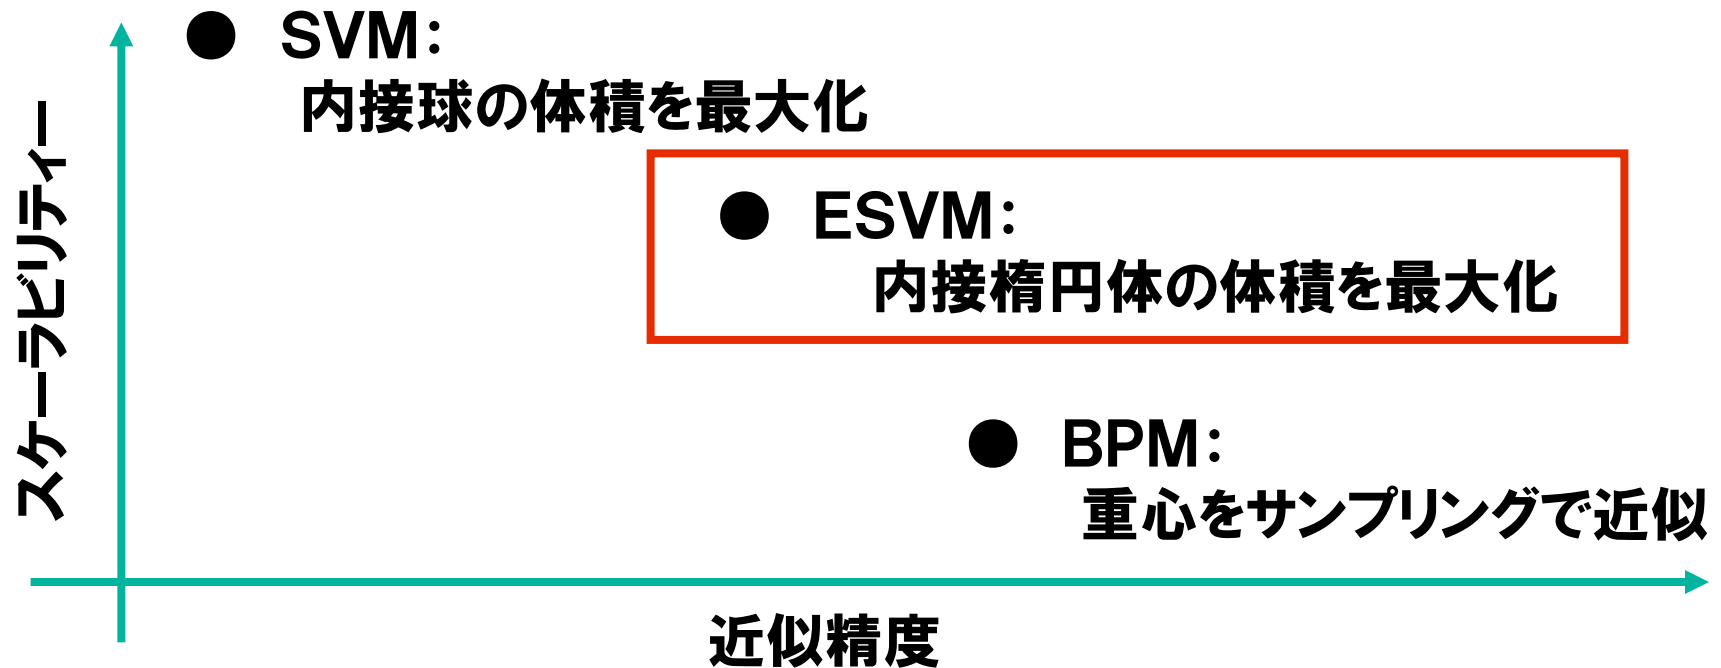 SVM:
内接球の体積を最大化
ESVM:
内接楕円体の体積を最大化
BPM:
重心をサンプリングで近似
スケーラビリティー
近似精度